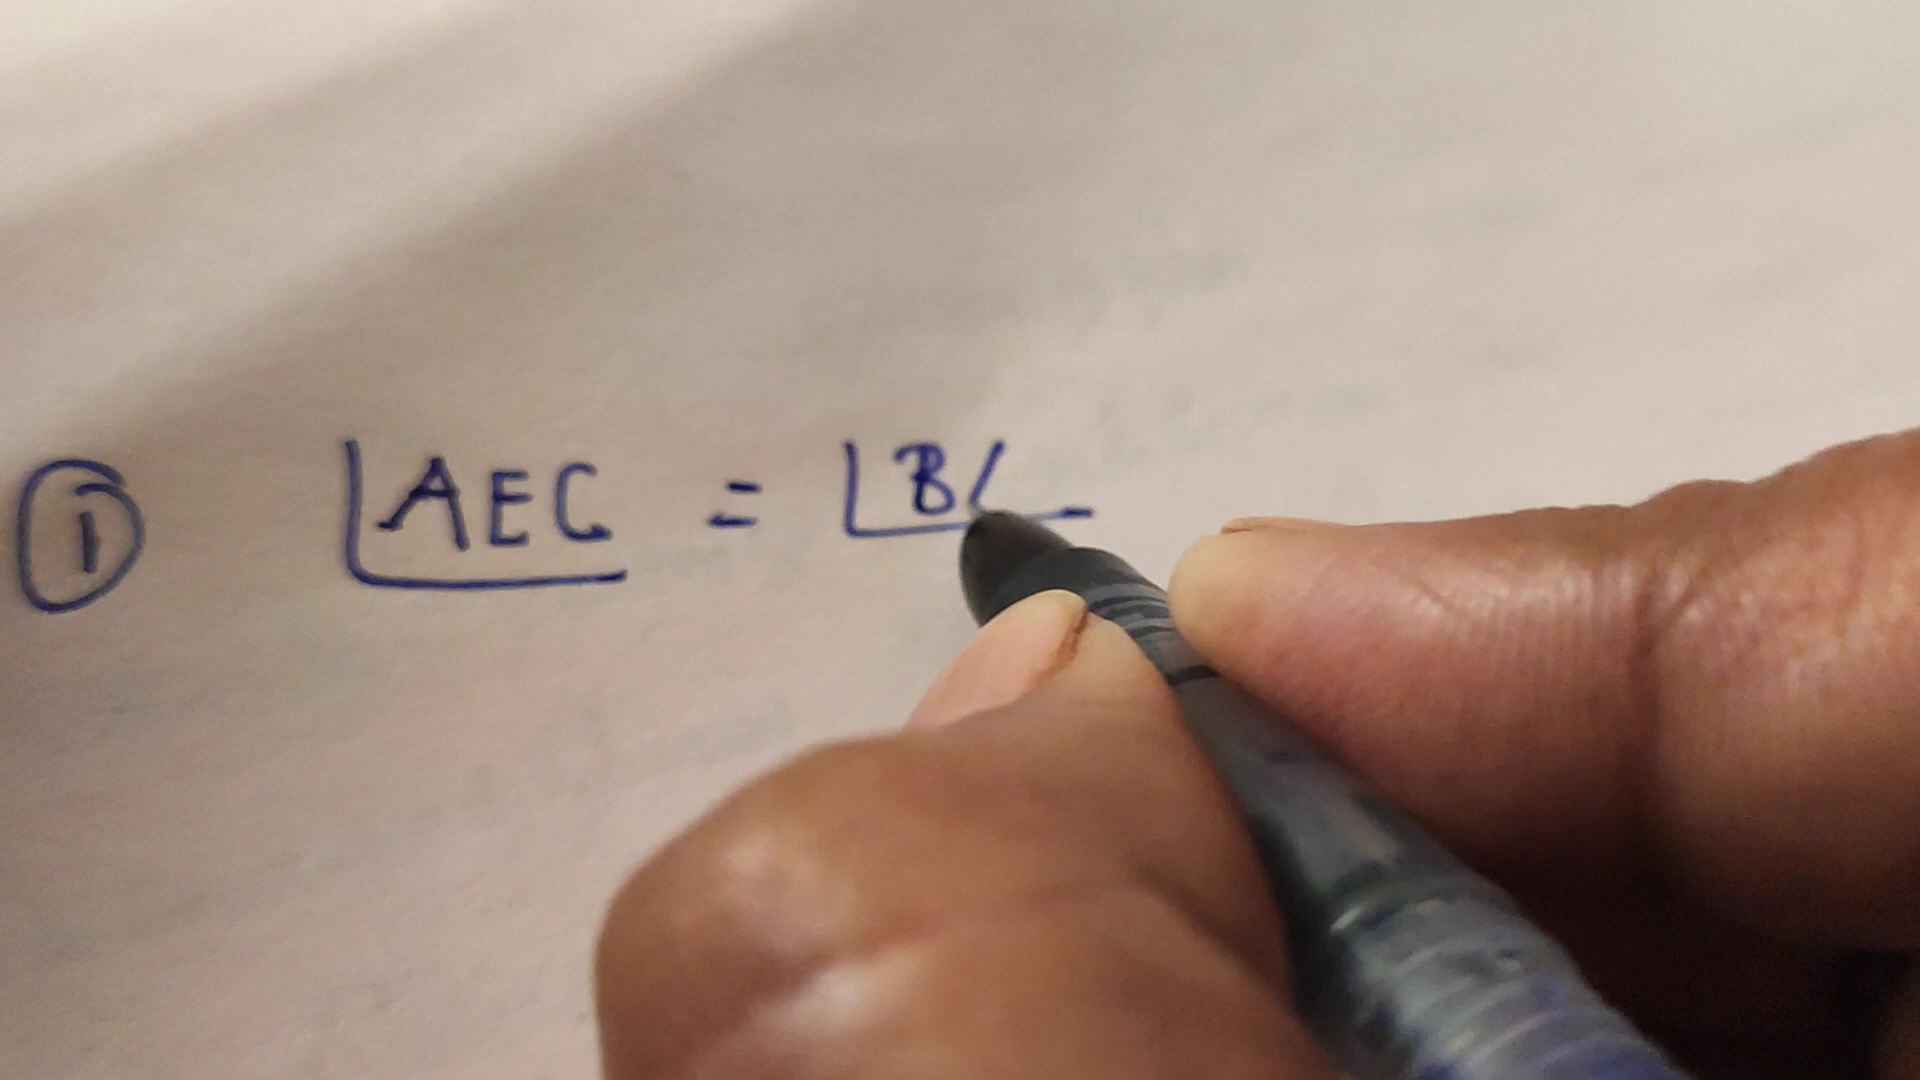 ① ∠AEC = ∠B